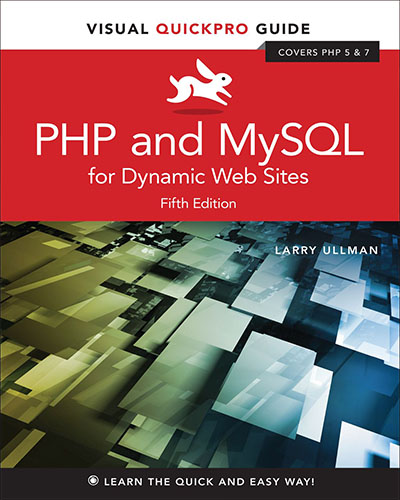 VISUAL QUICKPRO GUIDE
COVERS PHP 5 & 7
PHP and MySQL
for Dynamic Web Sites
Fifth Edition
LARRY ULLMAN
LEARN THE QUICK AND EASY WAY!